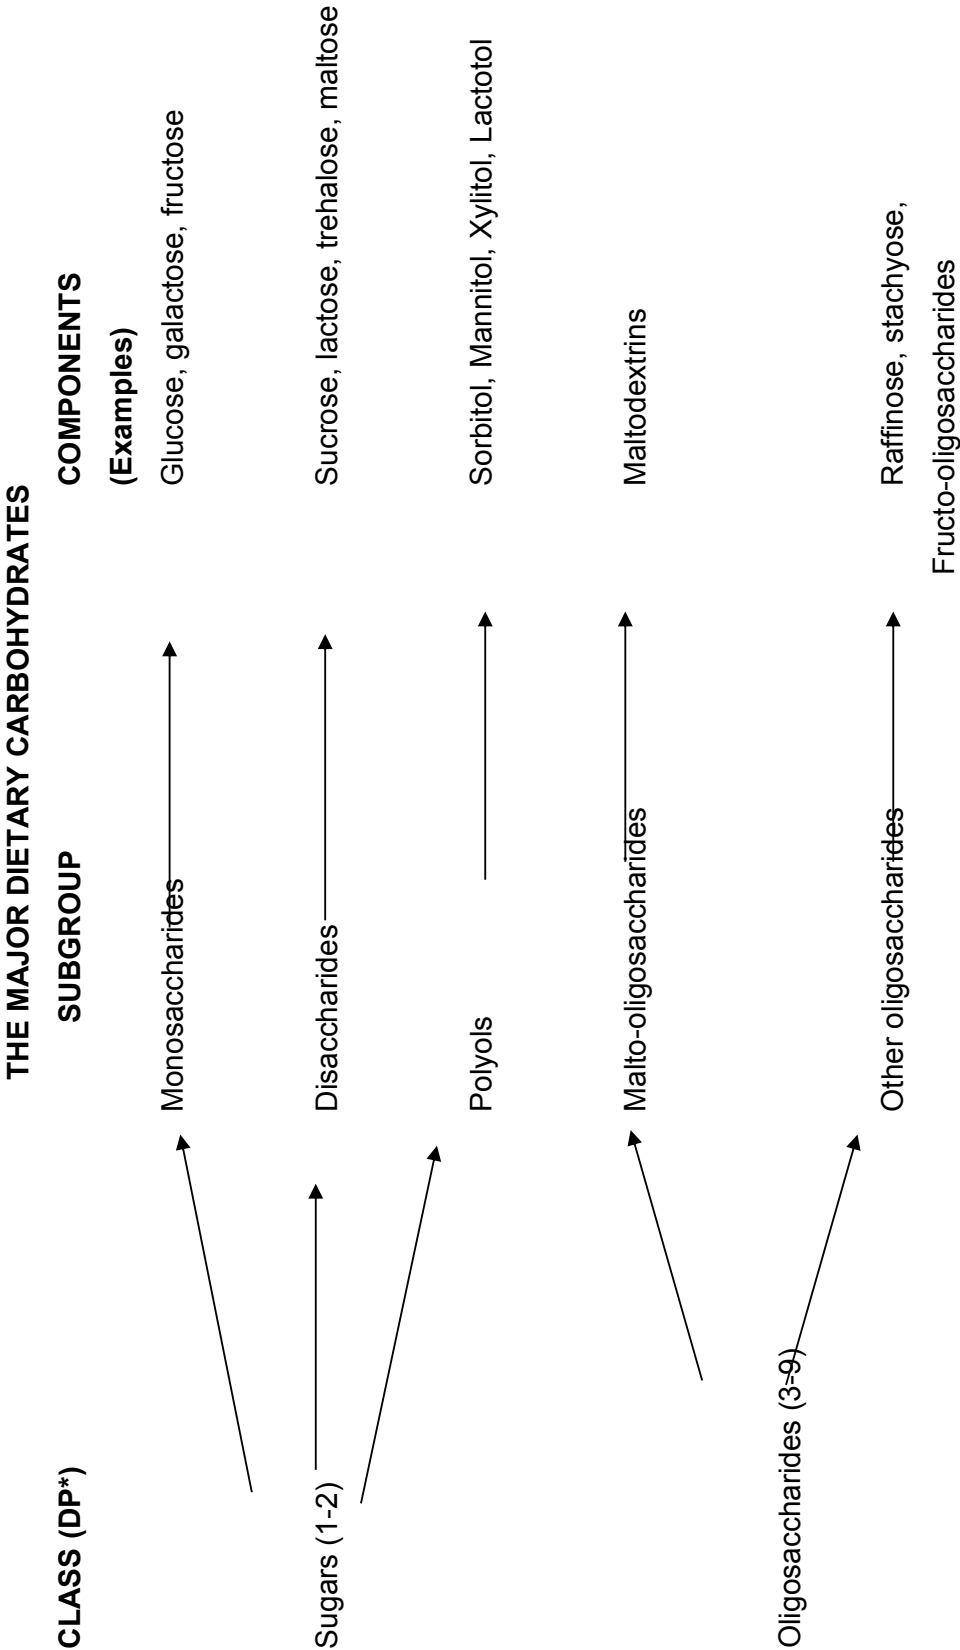 THE MAJOR DIETARY CARBOHYDRATES
CLASS (DP*)
SUBGROUP
COMPONENTS
(Examples)
Monosaccharides
Glucose, galactose, fructose
Sugars (1-2)
Disaccharides
Sucrose, lactose, trehalose, maltose
Polyols
Sorbitol, Mannitol, Xylitol, Lactotol
Malto-oligosaccharides
Maltodextrins
Oligosaccharides (3-9)
Other oligosaccharides
Raffinose, stachyose,
Fructo-oligosaccharides